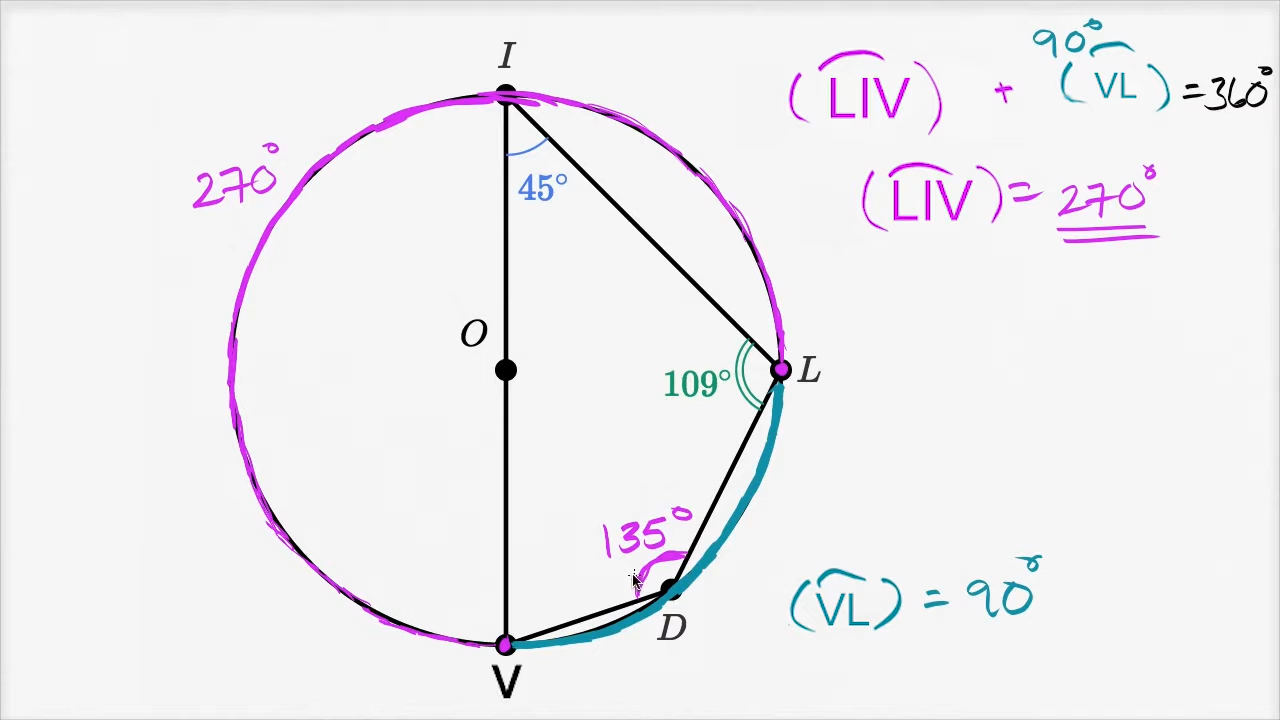 I
90°
(LIV) + (VL) = 360°
270°
45°
(LIV) = 270°
O
109°
L
135°
D
(VL) = 90°
V